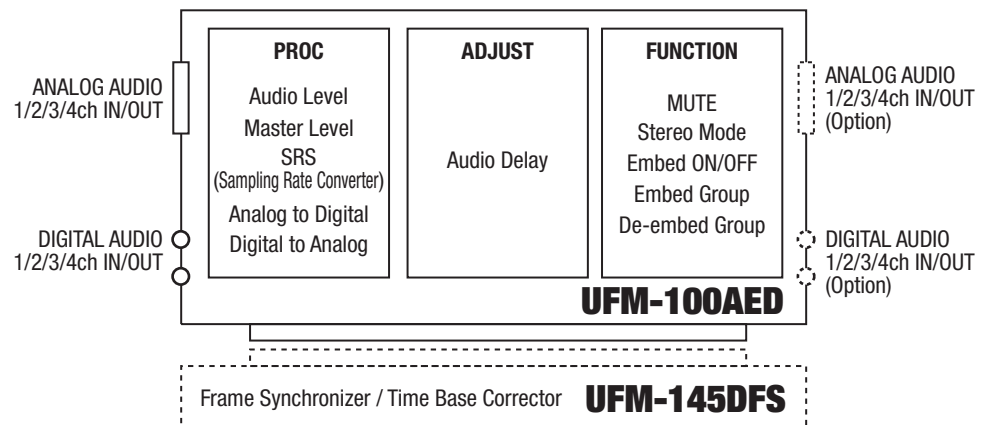 ANALOG AUDIO
1/2/3/4ch IN/OUT
DIGITAL AUDIO
1/2/3/4ch IN/OUT
PROC
Audio Level
Master Level
SRS
(Sampling Rate Converter)
Analog to Digital
Digital to Analog
ADJUST
Audio Delay
FUNCTION
MUTE
Stereo Mode
Embed ON/OFF
Embed Group
De-embed Group
ANALOG AUDIO
1/2/3/4ch IN/OUT
(Option)
DIGITAL AUDIO
1/2/3/4ch IN/OUT
(Option)
UFM-100AED
Frame Synchronizer / Time Base Corrector UFM-145DFS